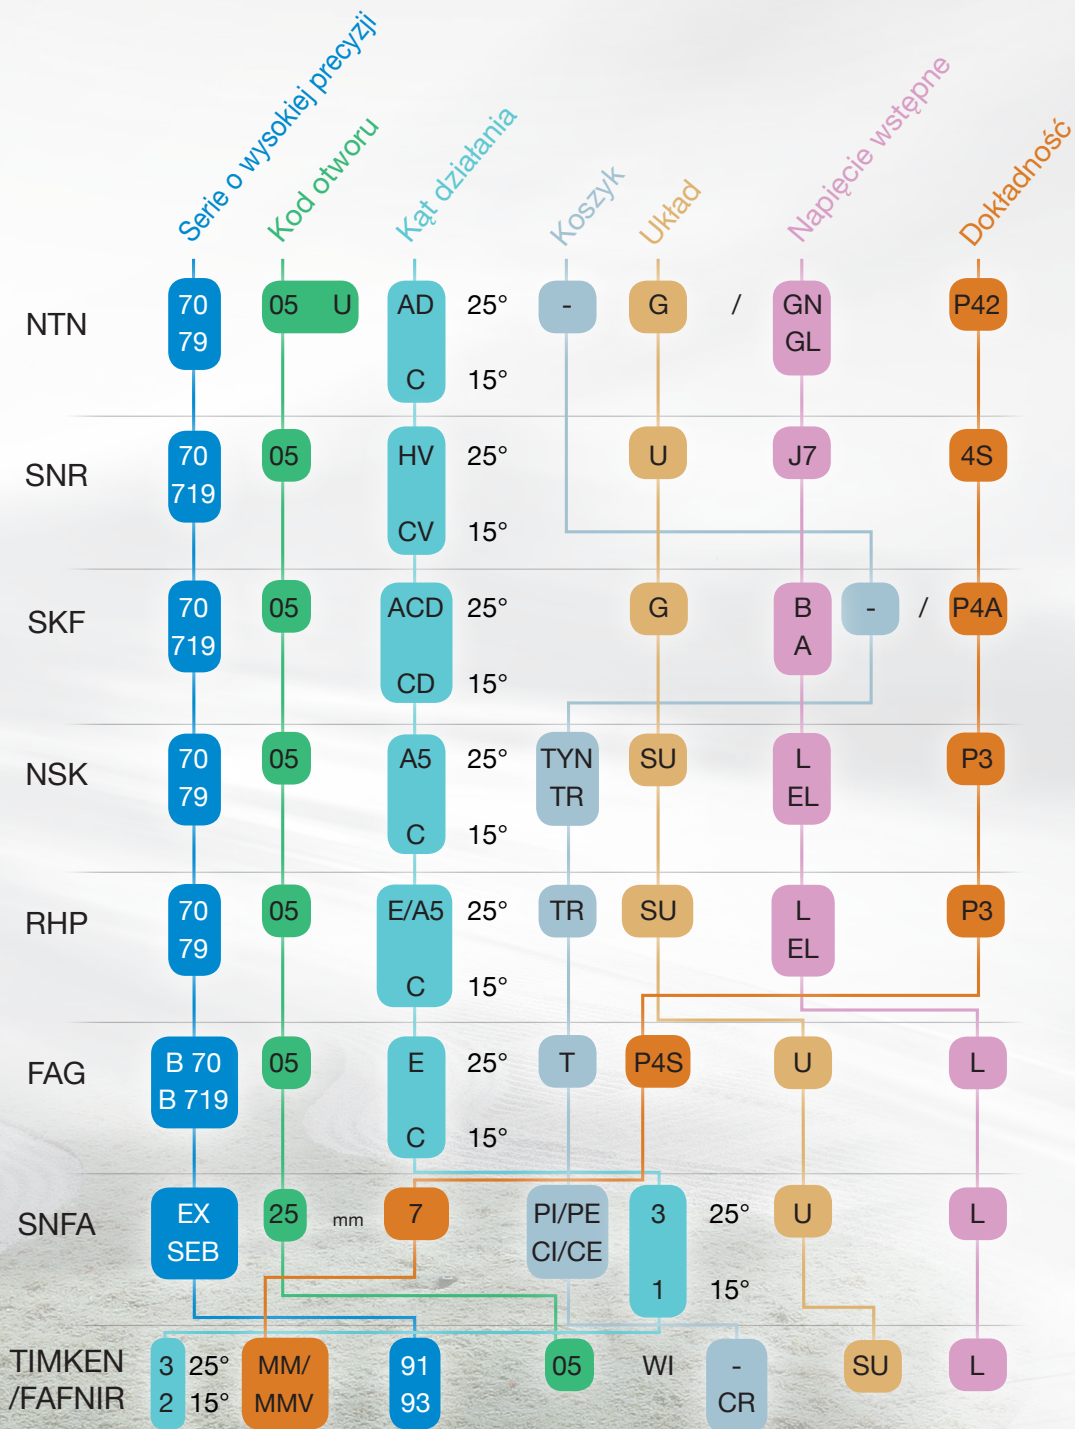 Serie o wysokiej precyzji
Kod otworu
Kąt działania
Koszyk
Układ
Napięcie wstępne
Dokładność
NTN
70 05 U AD 25° - G / GN P42
79 GL
C 15°
SNR
70 05 HV 25° U J7 4S
719
CV 15°
SKF
70 05 ACD 25° G B - / P4A
719 A
CD 15°
NSK
70 05 A5 25° TYN SU L P3
79 TR EL
C 15°
RHP
70 05 E/A5 25° TR SU L P3
79 EL
C 15°
FAG
B 70 05 E 25° T P4S U L
B 719
C 15°
SNFA
EX 25 mm 7 PI/PE 3 25° U L
SEB CI/CE
1 15°
TIMKEN
/FAFNIR
3 25° MM/ 91 05 WI - SU L
2 15° MMV 93 CR